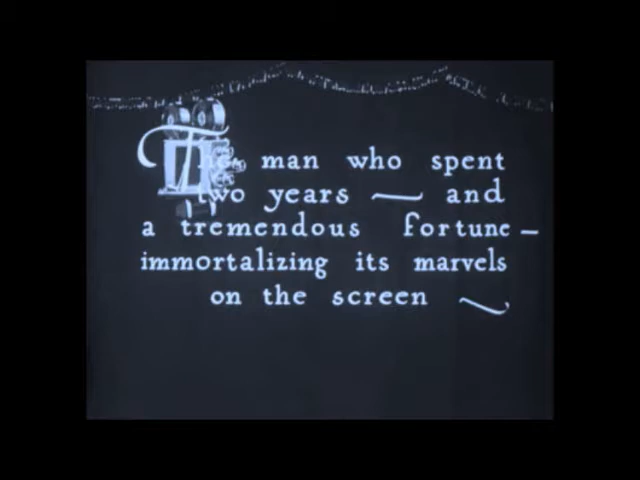 The man who spent
two years ~ and
a tremendous fortune —
immortalizing its marvels
on the screen ~